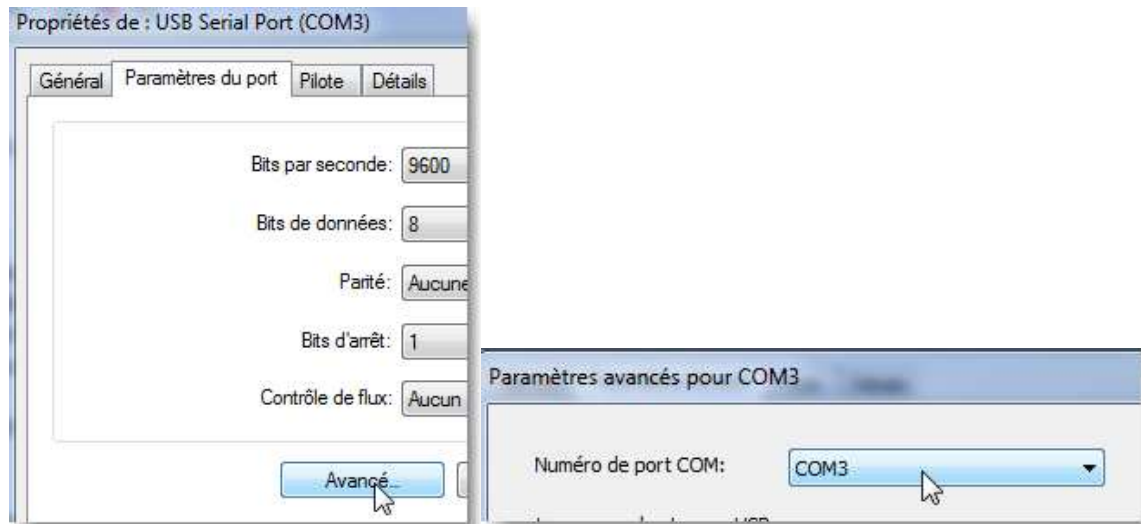 Propriétés de : USB Serial Port (COM3)
Général Paramètres du port Pilote Détails
Bits par seconde: 9600
Bits de données: 8
Parité: Aucune
Bits d'arrêt: 1
Contrôle de flux: Aucun
Avancé...
Paramètres avancés pour COM3
Numéro de port COM: COM3
USB